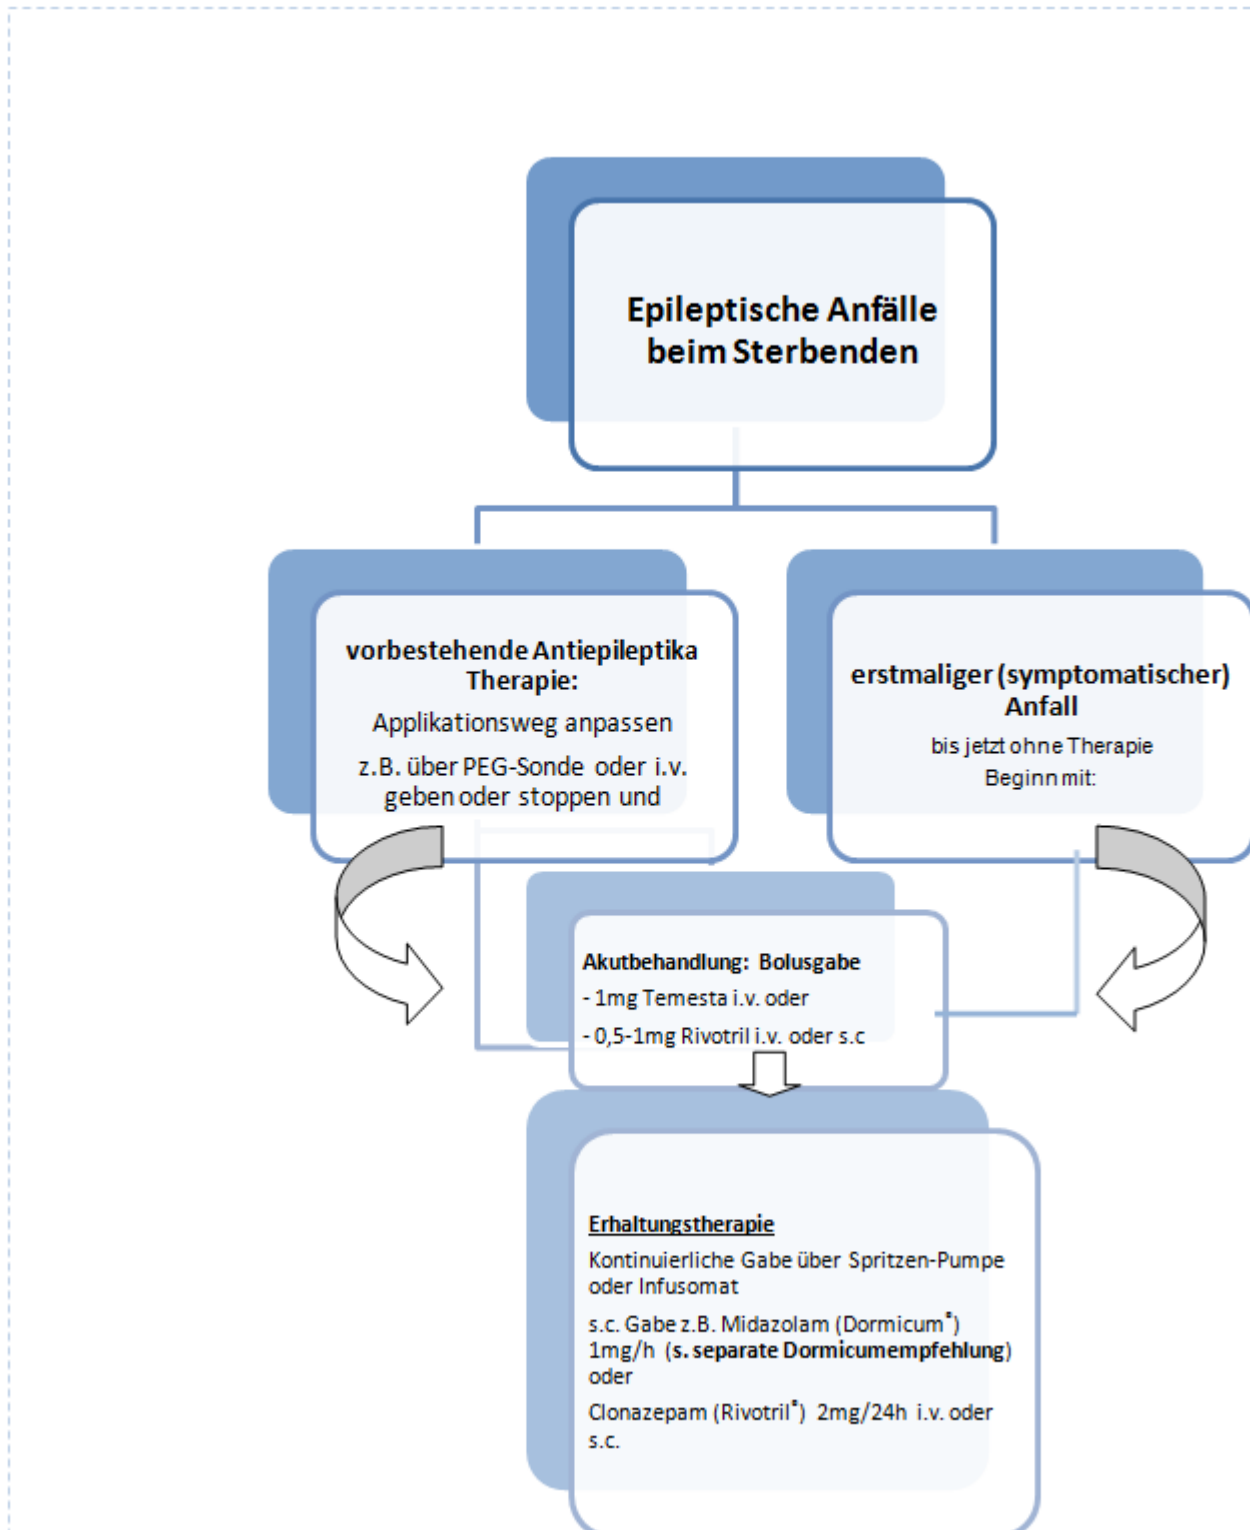 Epileptische Anfälle
beim Sterbenden
vorbestehende Antiepileptika
Therapie:
Applikationsweg anpassen
z.B. über PEG-Sonde oder i.v.
geben oder stoppen und
erstmaliger (symptomatischer)
Anfall
bis jetzt ohne Therapie
Beginn mit:
Akutbehandlung: Bolusgabe
- 1mg Temesta i.v. oder
- 0,5-1mg Rivotril i.v. oder s.c
Erhaltungstherapie
Kontinuierliche Gabe über Spritzen-Pumpe
oder Infusomat
s.c. Gabe z.B. Midazolam (Dormicum®)
1mg/h (s. separate Dormicumempfehlung)
oder
Clonazepam (Rivotril®) 2mg/24h i.v. oder
s.c.